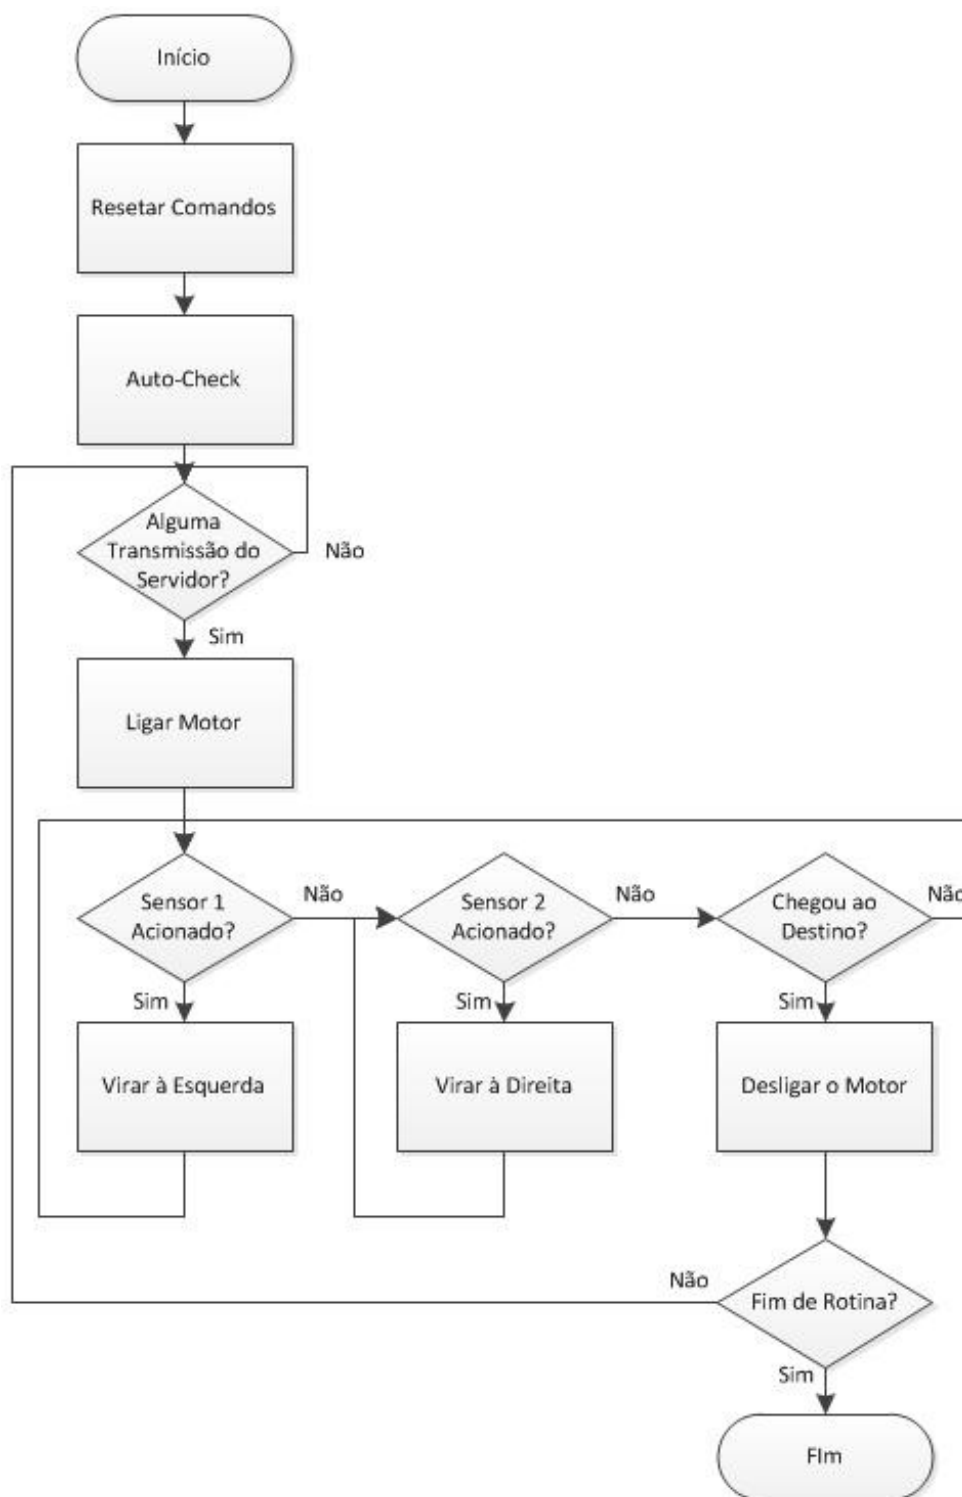 Início
Resetar Comandos
Auto-Check
Alguma
Transmissão do
Servidor?
Não
Sim
Ligar Motor
Sensor 1
Acionado?
Não
Sensor 2
Acionado?
Não
Chegou ao
Destino?
Não
Sim
Sim
Sim
Virar à Esquerda
Virar à Direita
Desligar o Motor
Não
Fim de Rotina?
Sim
FIm